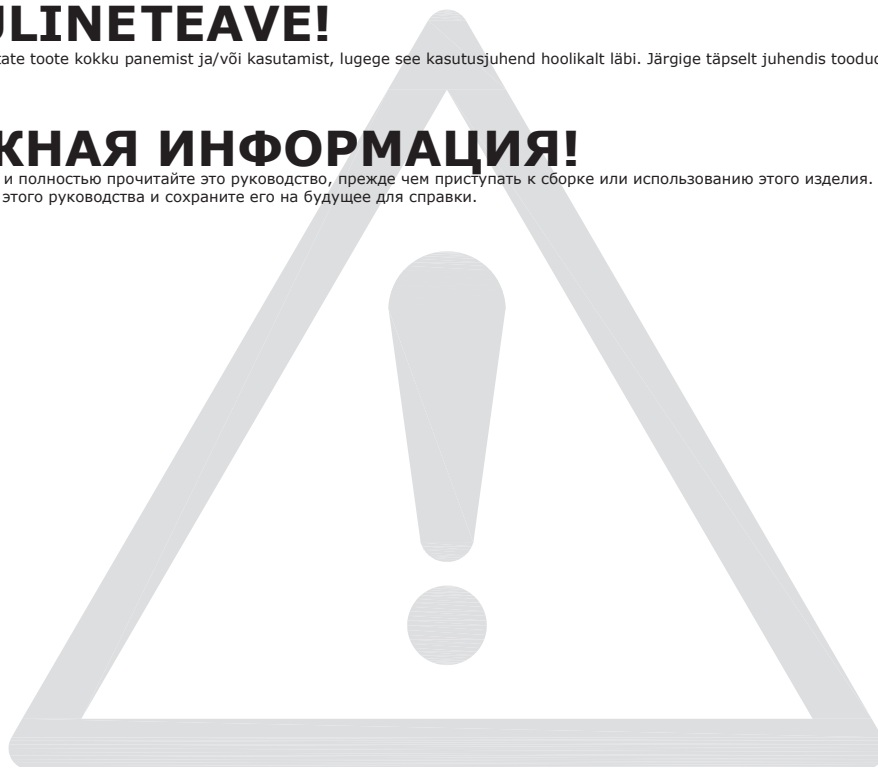 ULINETEAVE!
tate toote kokku panemist ja/või kasutamist, lugege see kasutusjuhend hoolikalt läbi. Järgige täpselt juhendis toodud
ЖНАЯ ИНФОРМАЦИЯ!
и полностью прочитайте это руководство, прежде чем приступать к сборке или использованию этого изделия.
этого руководства и сохраните его на будущее для справки.